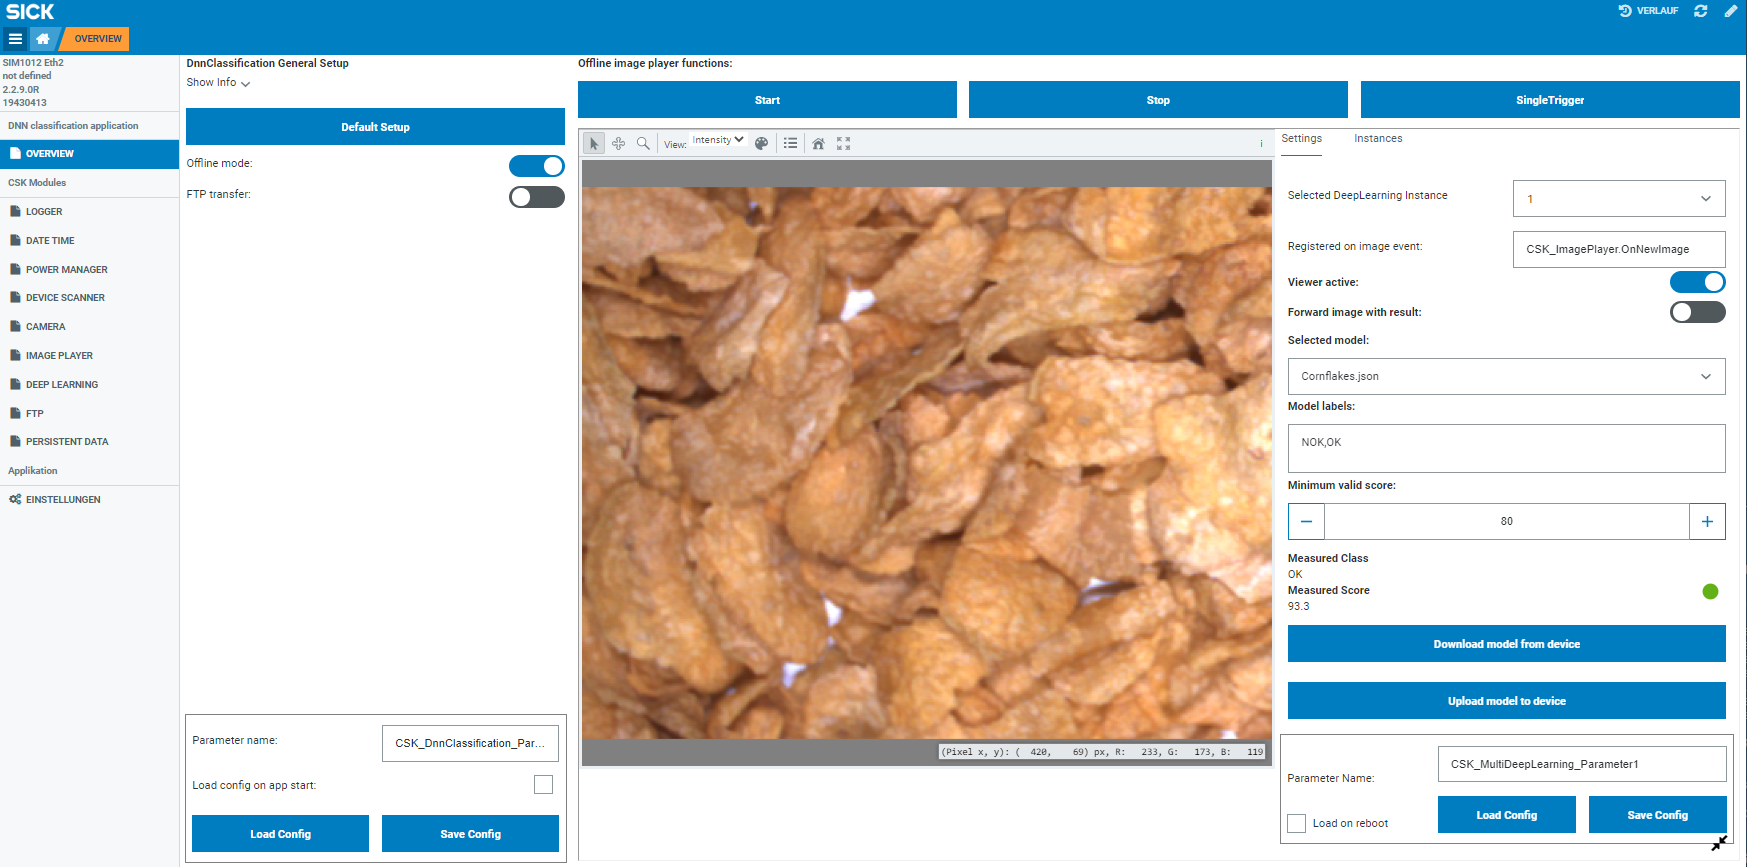 SICK
VERLAUF
OVERVIEW
SIM1012 Eth2
not defined
2.2.9.0R
19430413
DNN classification application
OVERVIEW
CSK Modules
LOGGER
DATE TIME
POWER MANAGER
DEVICE SCANNER
CAMERA
IMAGE PLAYER
DEEP LEARNING
FTP
PERSISTENT DATA
Applikation
EINSTELLUNGEN
DnnClassification General Setup
Show Info
Default Setup
Offline mode:
FTP transfer:
Parameter name:
CSK_DnnClassification_Par...
Load config on app start:
Load Config
Save Config
Offline image player functions:
Start
Stop
SingleTrigger
View: Intensity
i
(Pixel x, y): ( 420, 69) px, R: 233, G: 173, B: 119
Settings
Instances
Selected DeepLearning Instance
1
Registered on image event:
CSK_ImagePlayer.OnNewImage
Viewer active:
Forward image with result:
Selected model:
Cornflakes.json
Model labels:
NOK,OK
Minimum valid score:
80
Measured Class
OK
Measured Score
93.3
Download model from device
Upload model to device
Parameter Name:
CSK_MultiDeepLearning_Parameter1
Load on reboot
Load Config
Save Config